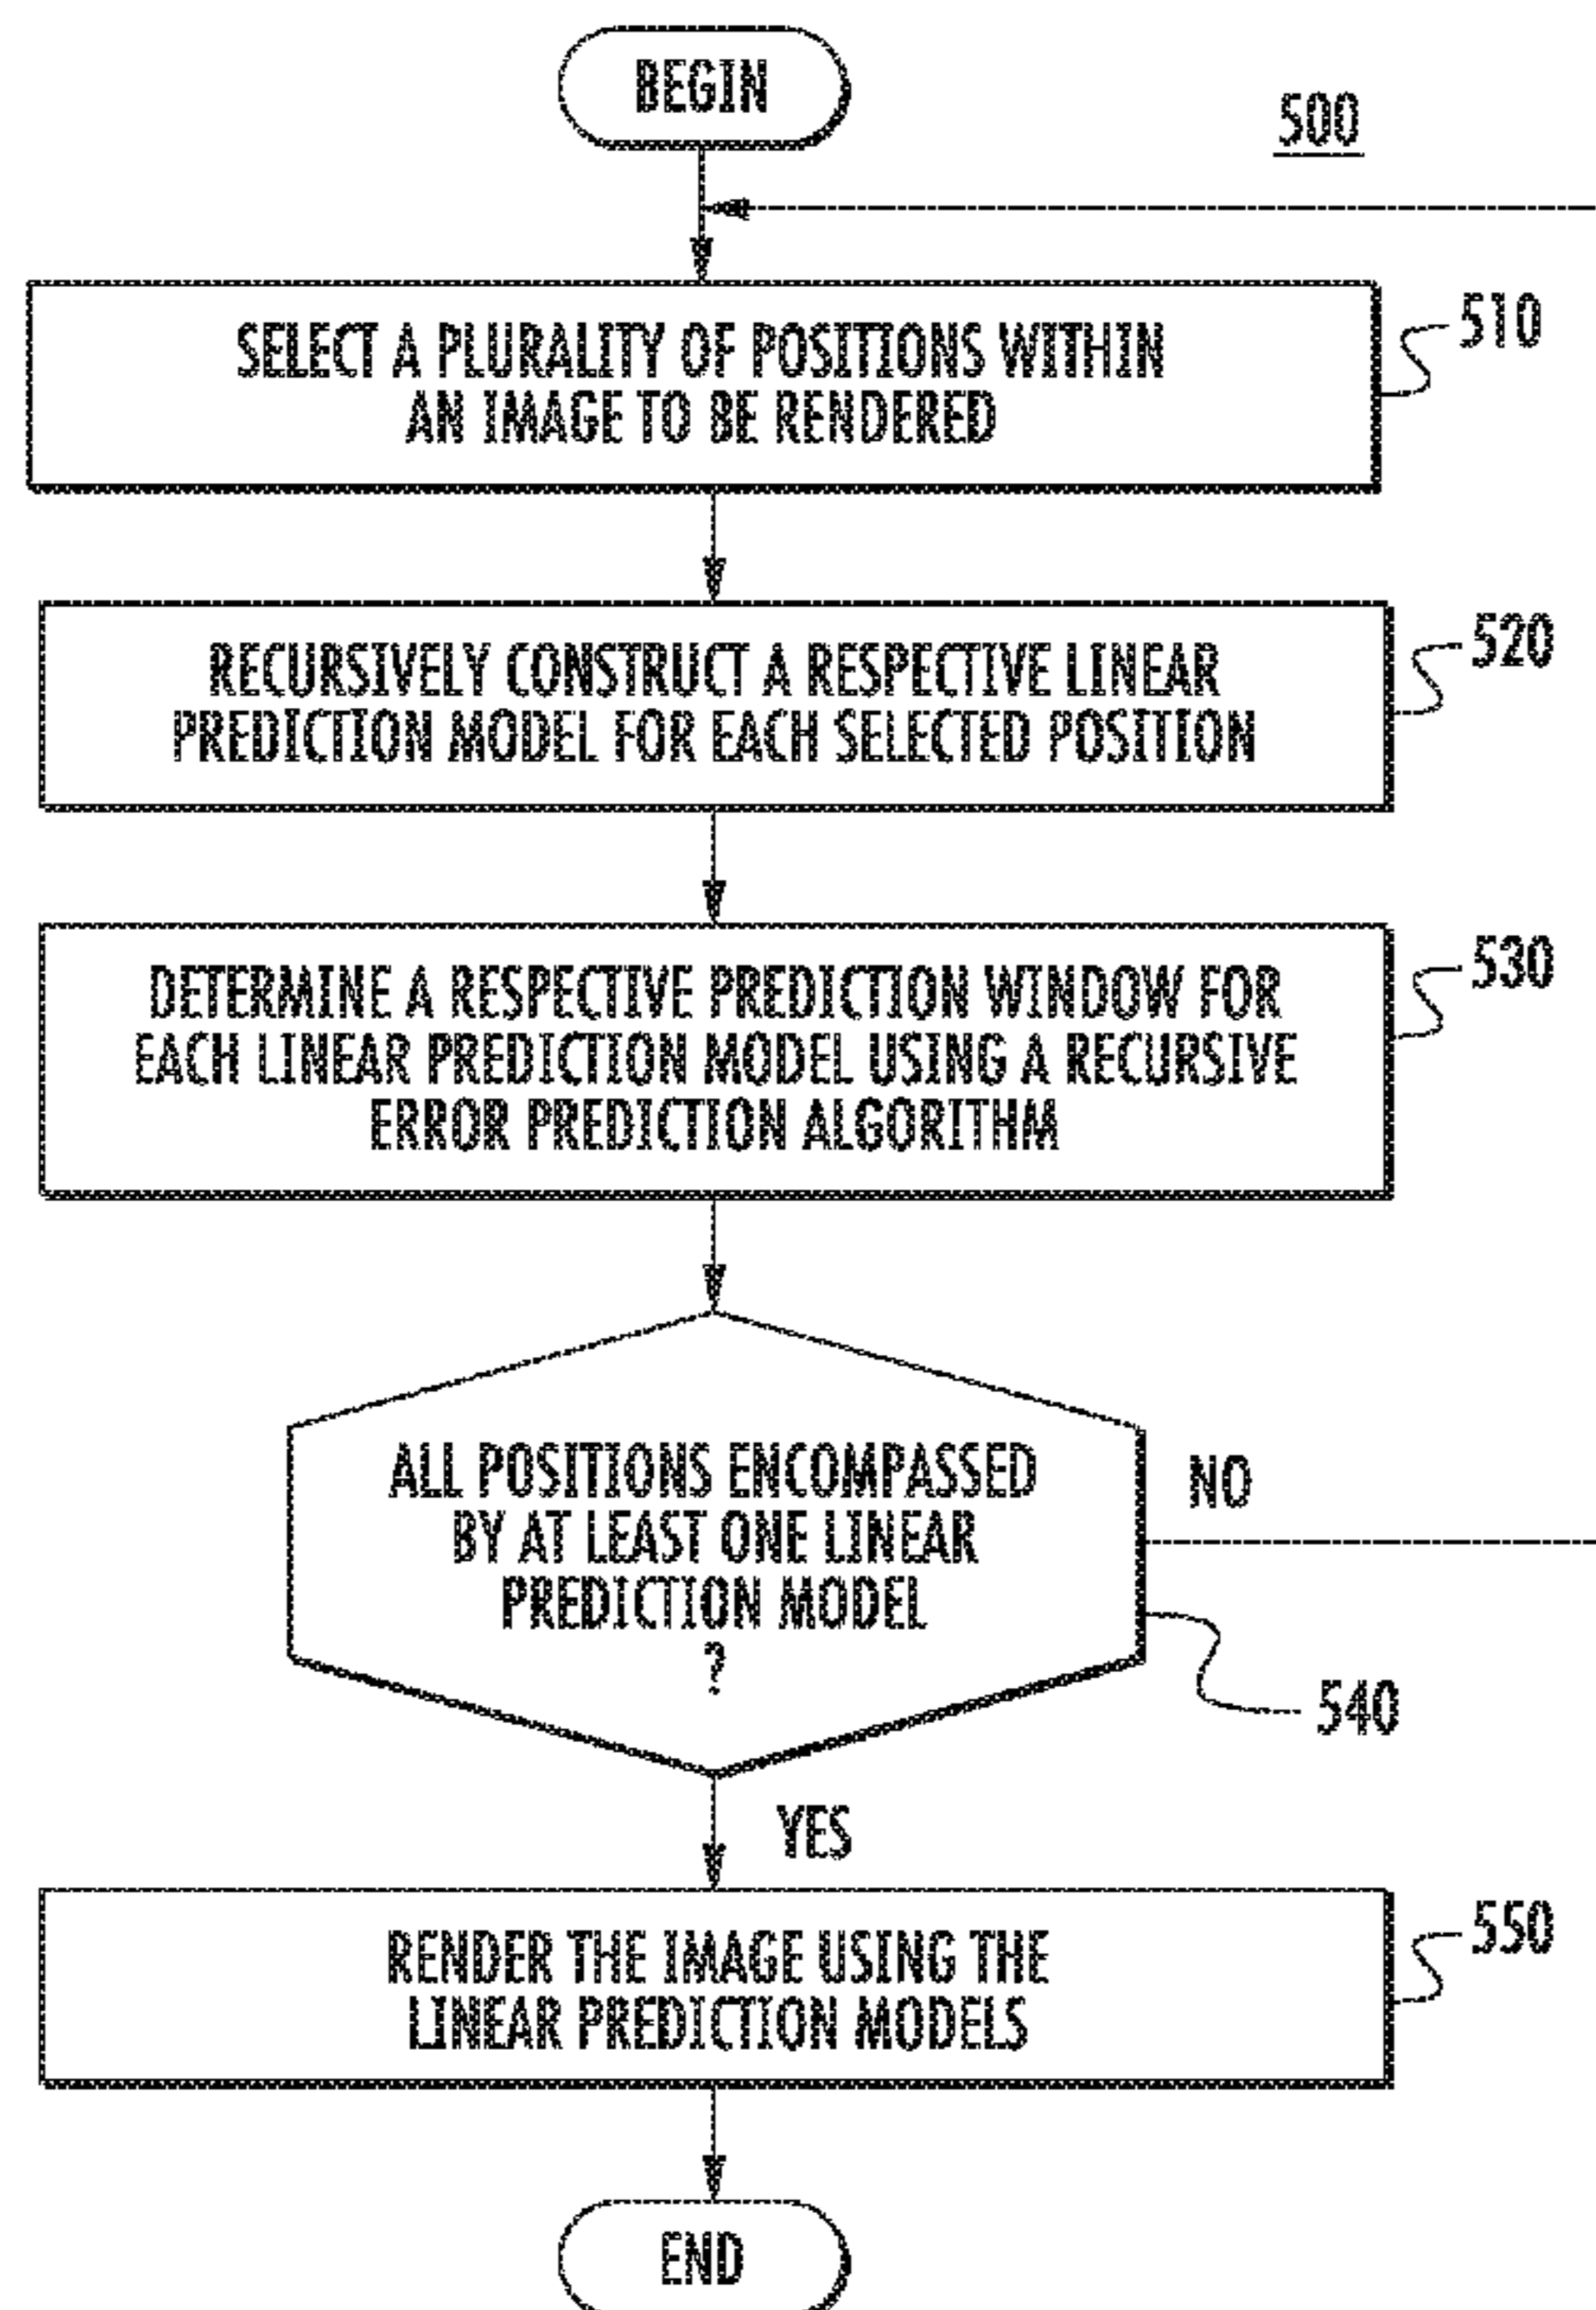 BEGIN
500
SELECT A PLURALITY OF POSITIONS WITHIN
AN IMAGE TO BE RENDERED
510
RECURSIVELY CONSTRUCT A RESPECTIVE LINEAR
PREDICTION MODEL FOR EACH SELECTED POSITION
520
DETERMINE A RESPECTIVE PREDICTION WINDOW FOR
EACH LINEAR PREDICTION MODEL USING A RECURSIVE
ERROR PREDICTION ALGORITHM
530
ALL POSITIONS ENCOMPASSED
BY AT LEAST ONE LINEAR
PREDICTION MODEL
?
NO
540
YES
RENDER THE IMAGE USING THE
LINEAR PREDICTION MODELS
550
END